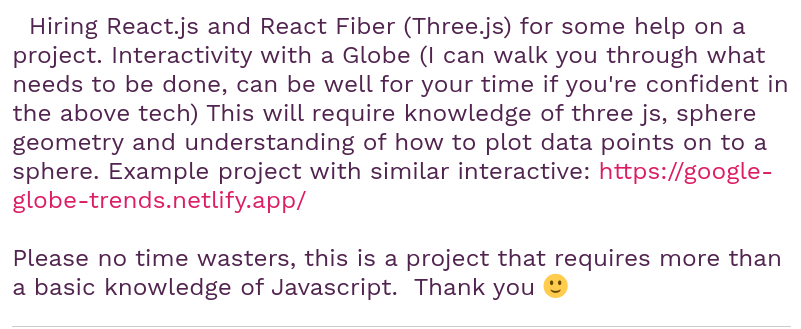 Hiring React.js and React Fiber (Three.js) for some help on a
project. Interactivity with a Globe (I can walk you through what
needs to be done, can be well for your time if you're confident in
the above tech) This will require knowledge of three js, sphere
geometry and understanding of how to plot data points on to a
sphere. Example project with similar interactive: https://google-
globe-trends.netlify.app/
Please no time wasters, this is a project that requires more than
a basic knowledge of Javascript.  Thank you 🙂